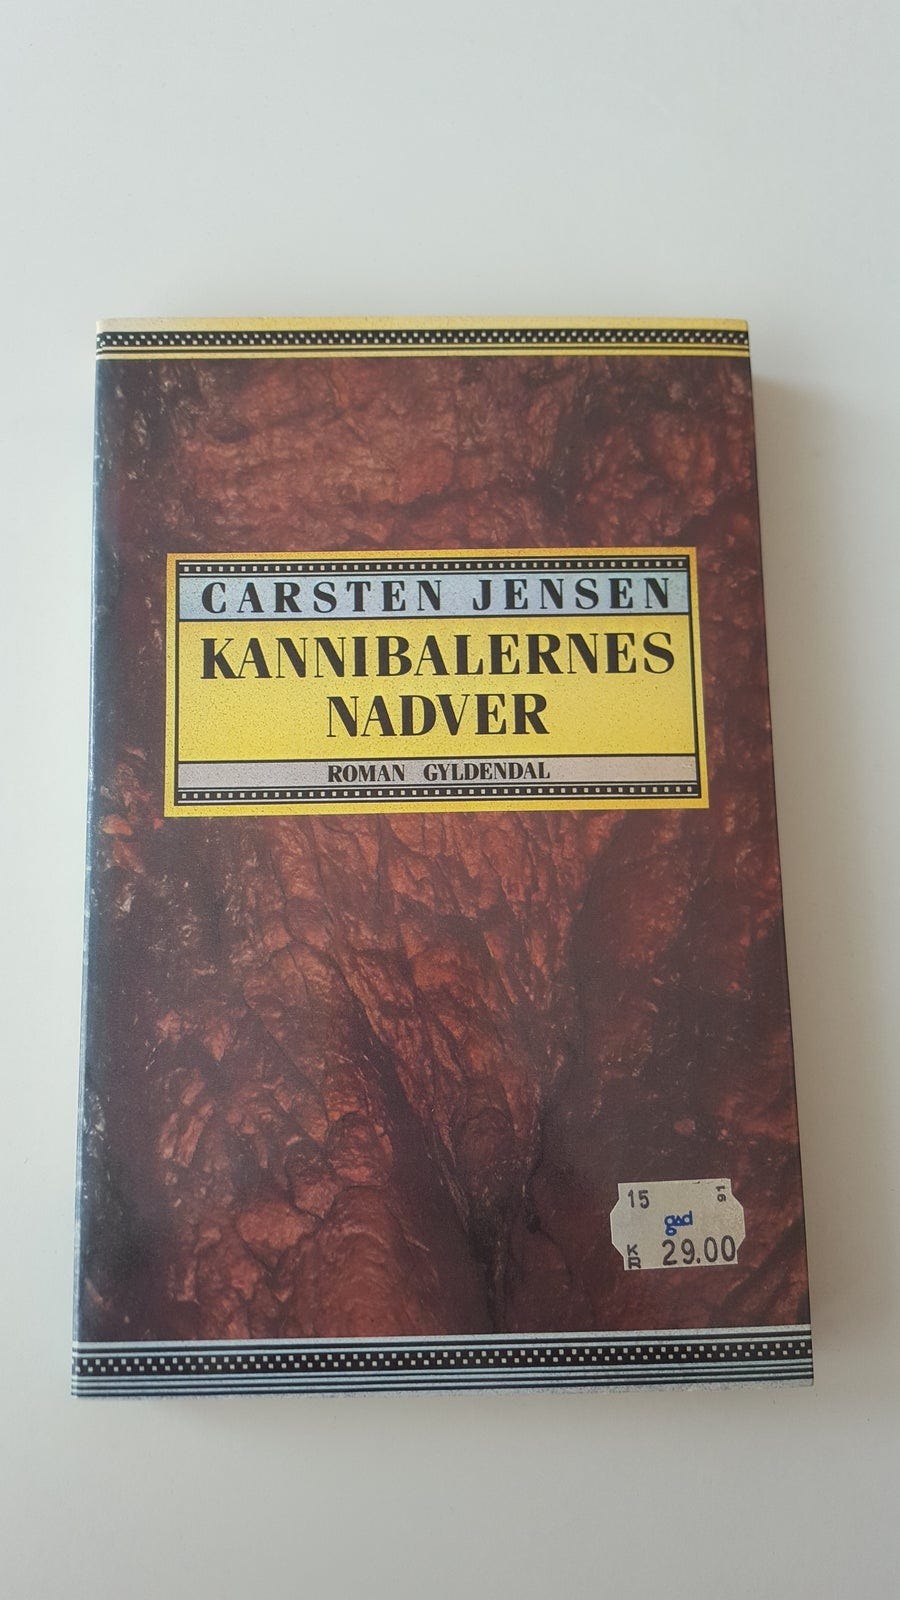 CARSTEN JENSEN
KANNIBALERNES
NADVER
ROMAN GYLDENDAL
15 91
gad
KR 29.00